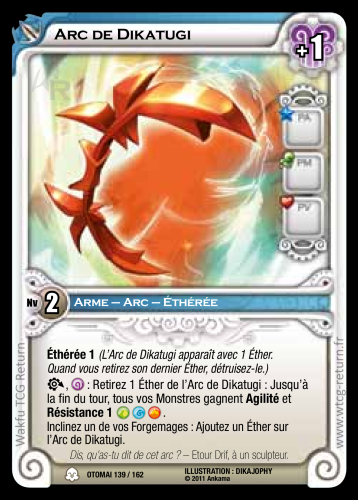 Arc de Dikatugi
+1
PA
PM
PV
Nv 2 Arme – Arc – Éthérée
Éthérée 1 (L'Arc de Dikatugi apparaît avec 1 Éther.
Quand vous retirez son dernier Éther, détruisez-le.)
, : Retirez 1 Éther de l'Arc de Dikatugi : Jusqu'à
la fin du tour, tous vos Monstres gagnent Agilité et
Résistance 1 .
Inclinez un de vos Forgemages : Ajoutez un Éther sur
l'Arc de Dikatugi.
Dis, qu'as-tu dit de cet arc ? – Etour Drif, à un sculpteur.
OTOMAI 139 / 162
ILLUSTRATION : DIKAJOPHY
© 2011 Ankama
Wakfu TCG Return
www.wtcg-return.fr